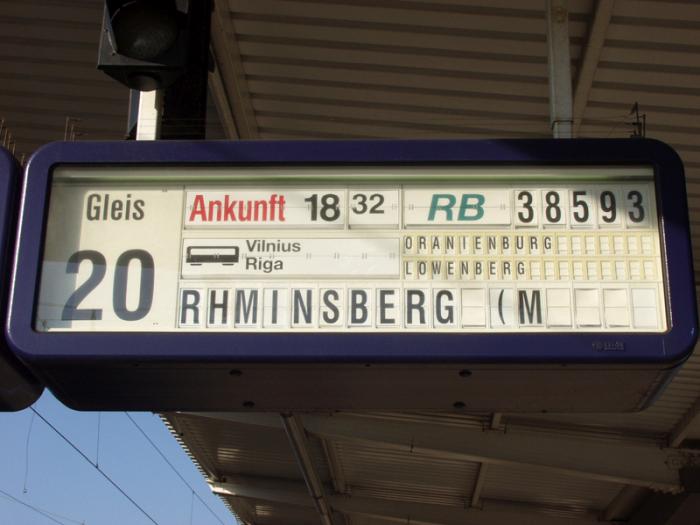 Gleis
20
Ankunft 18 32 RB 38593
Vilnius
Riga
ORANIENBURG
LOWENBERG
RHMINSBERG (M